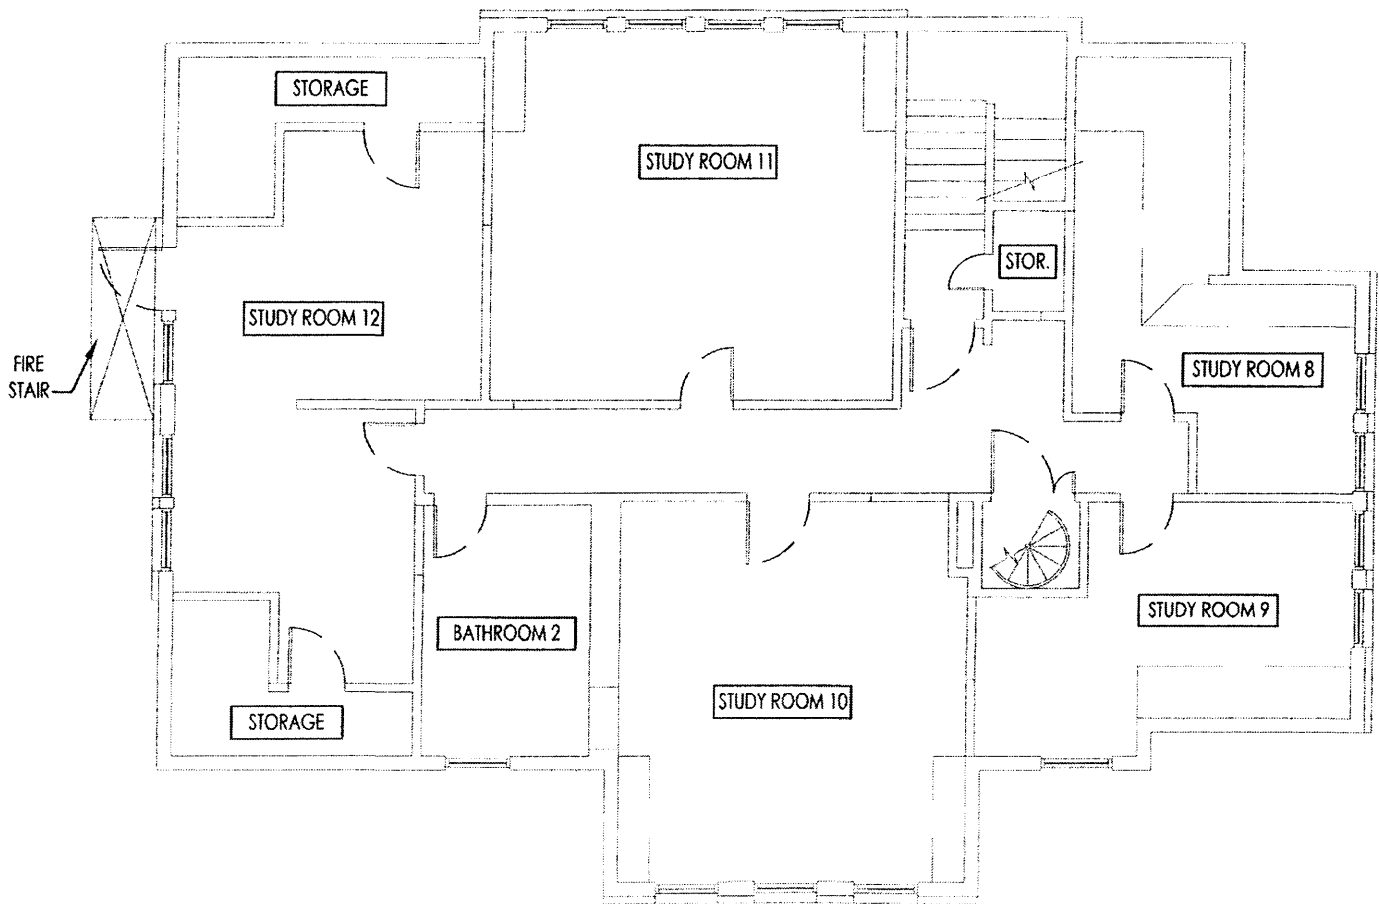 STORAGE
STUDY ROOM 11
STOR.
STUDY ROOM 12
FIRE
STAIR
STUDY ROOM 8
STUDY ROOM 9
BATHROOM 2
STUDY ROOM 10
STORAGE